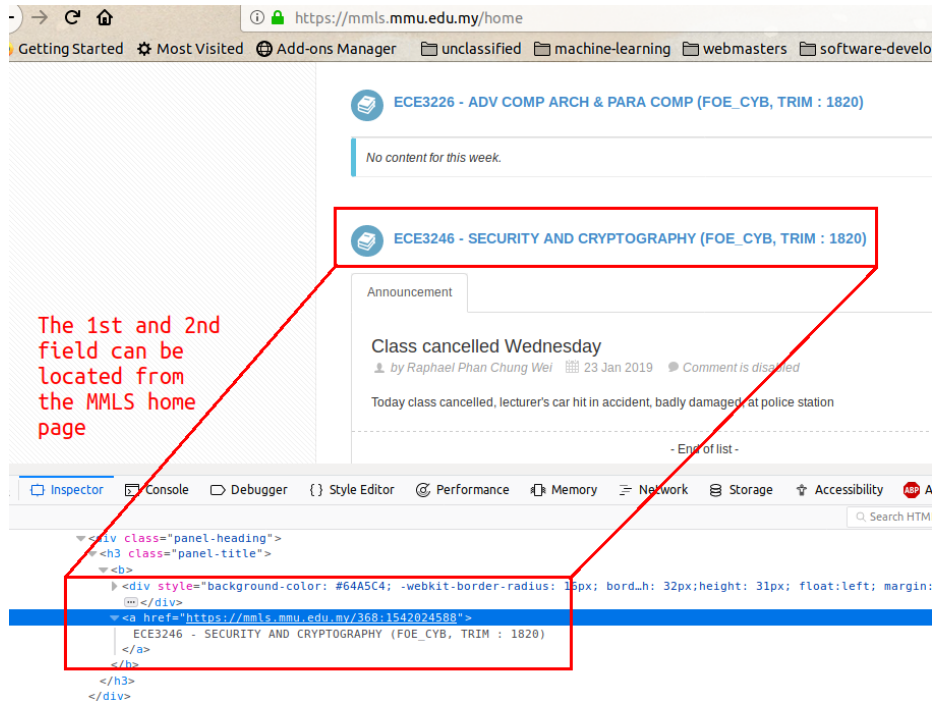 https://mmls.mmu.edu.my/home
Getting Started Most Visited Add-ons Manager unclassified machine-learning webmasters software-develo
ECE3226 - ADV COMP ARCH & PARA COMP (FOE_CYB, TRIM : 1820)
No content for this week.
ECE3246 - SECURITY AND CRYPTOGRAPHY (FOE_CYB, TRIM : 1820)
Announcement
The 1st and 2nd
field can be
located from
the MMLS home
page
Class cancelled Wednesday
by Raphael Phan Chung Wei 23 Jan 2019 Comment is disabled
Today class cancelled, lecturer's car hit in accident, badly damaged, at police station
- End of list -
Inspector Console Debugger {} Style Editor Performance Memory Network Storage Accessibility ABP A
Search HTM
<div class="panel-heading">
<h3 class="panel-title">
<b>
<div style="background-color: #64A5C4; -webkit-border-radius: 16px; bord…h: 32px;height: 31px; float:left; margin:
</div>
<a href="https://mmls.mmu.edu.my/368:1542024588">
ECE3246 - SECURITY AND CRYPTOGRAPHY (FOE_CYB, TRIM : 1820)
</a>
</b>
</h3>
</div>